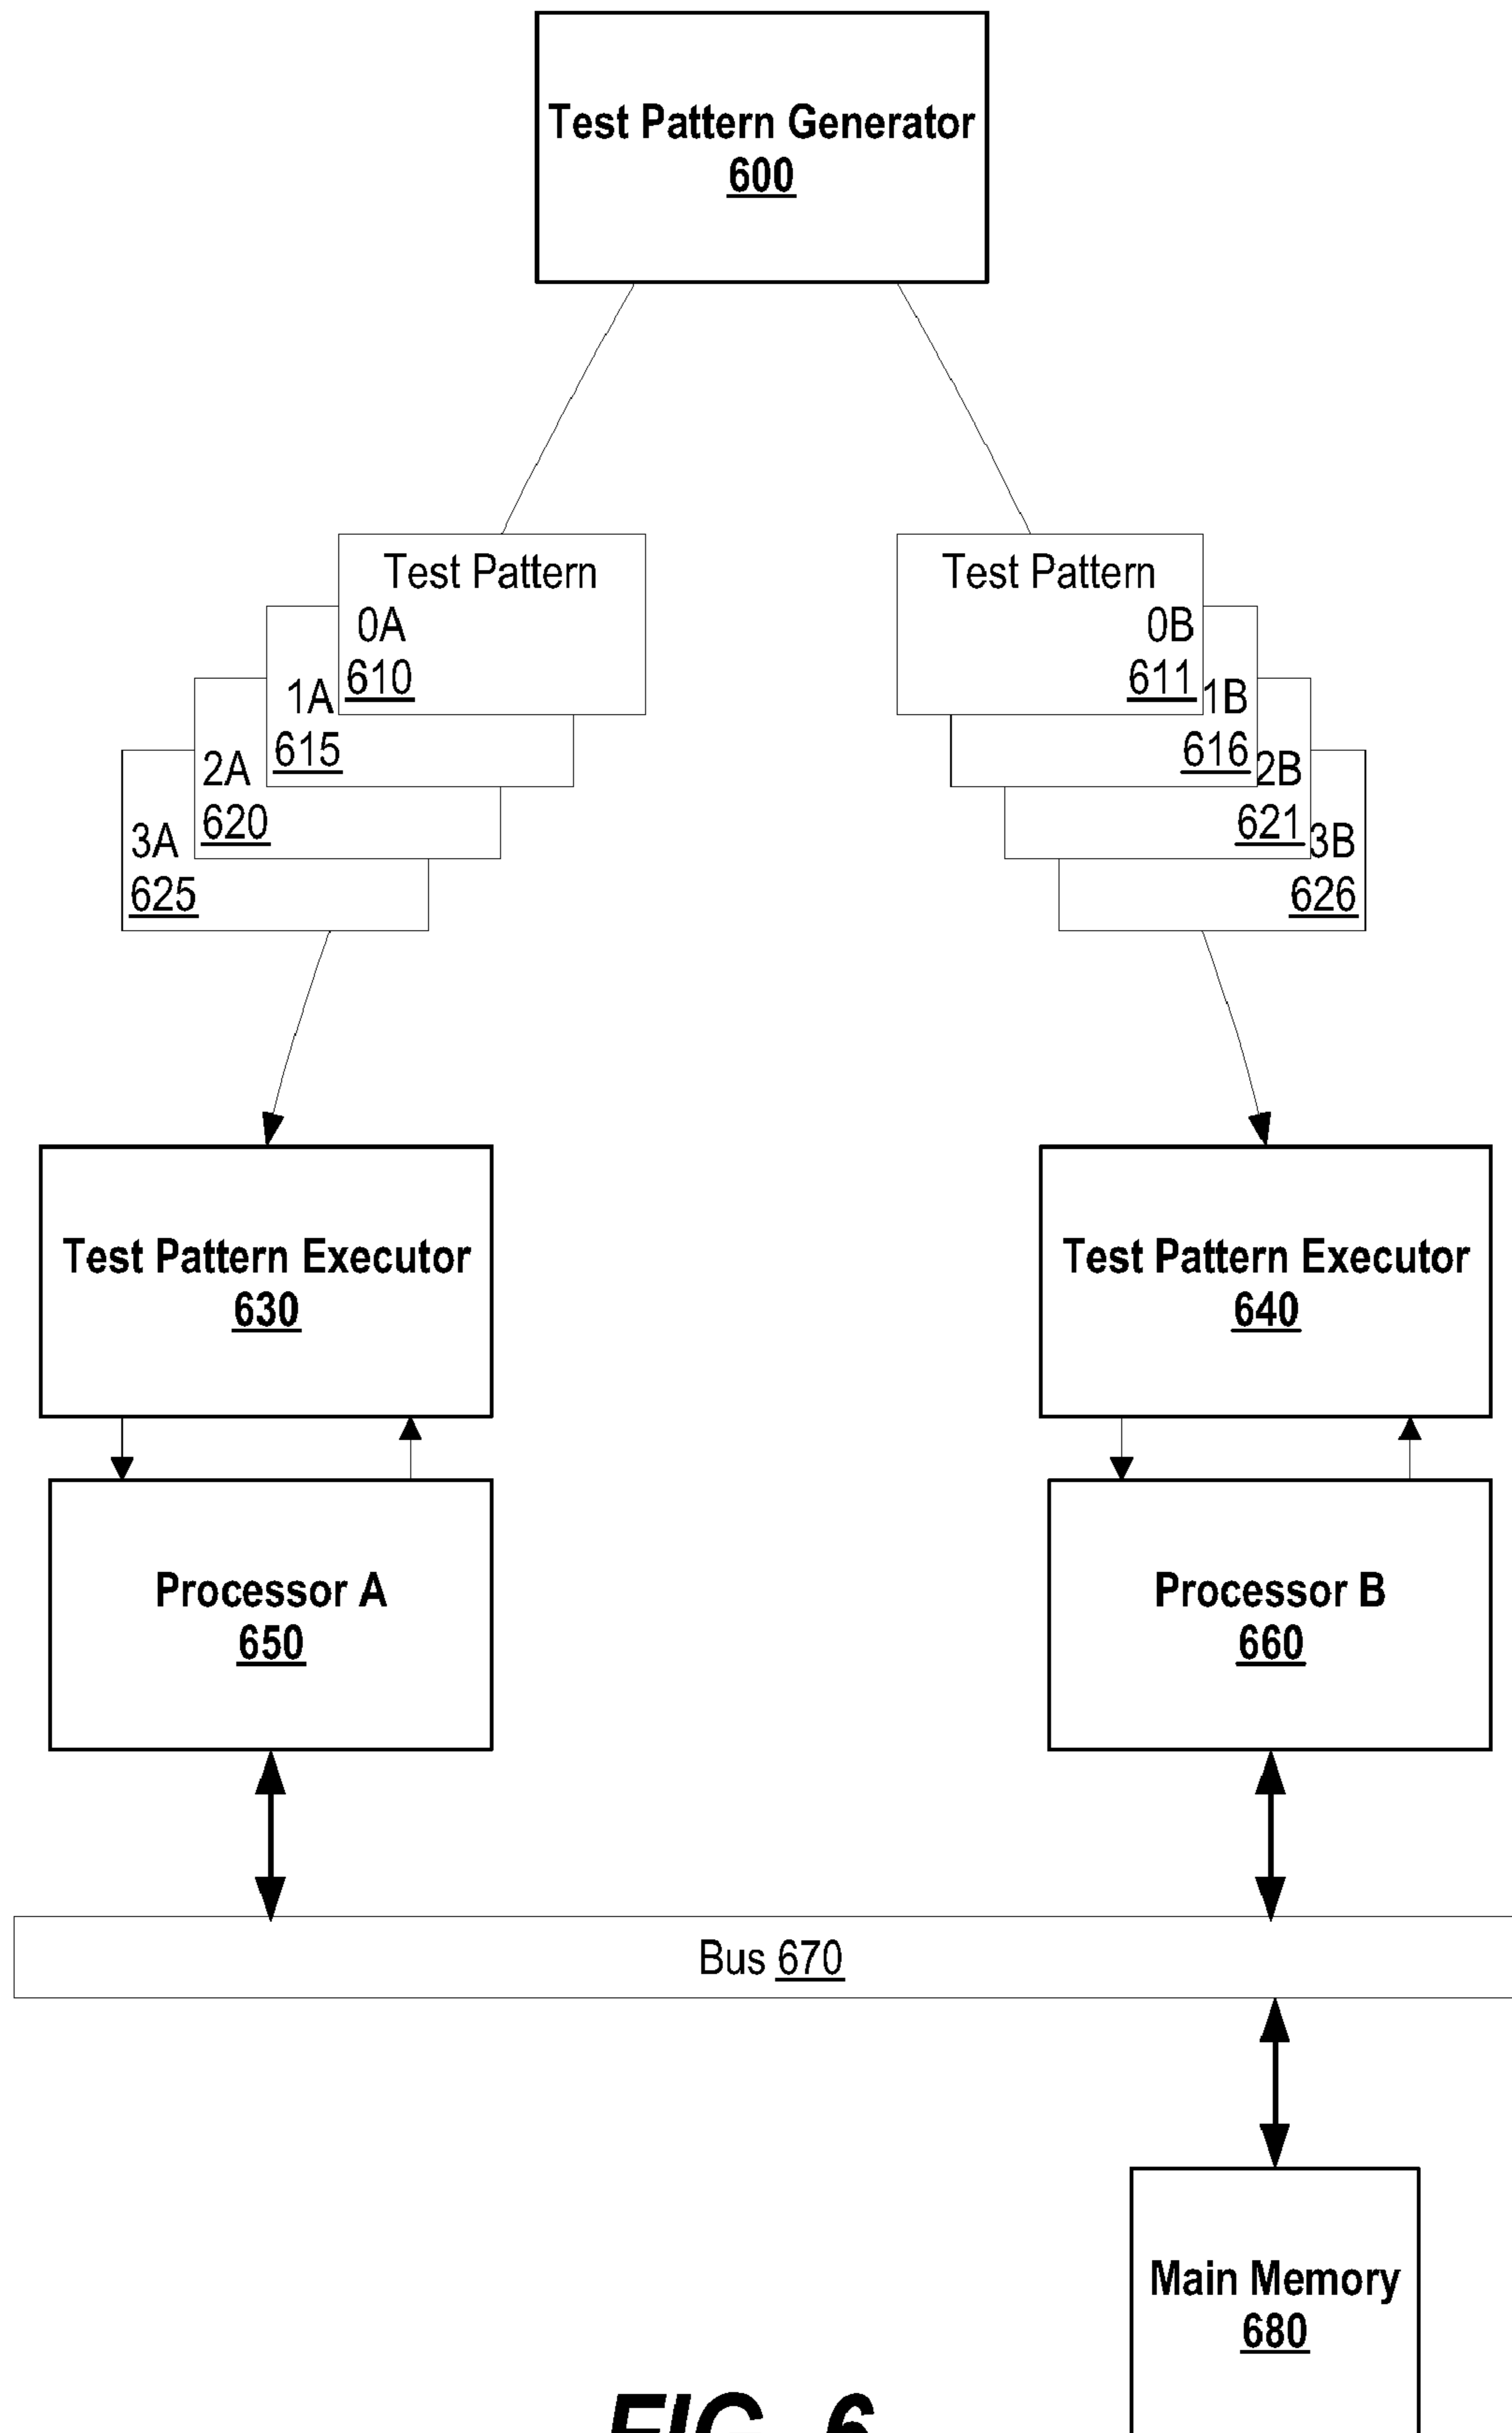 Test Pattern Generator
600
Test Pattern
0A
610
1A
615
2A
620
3A
625
Test Pattern
0B
611
1B
616
2B
621
3B
626
Test Pattern Executor
630
Test Pattern Executor
640
Processor A
650
Processor B
660
Bus 670
Main Memory
680
FIG. 6